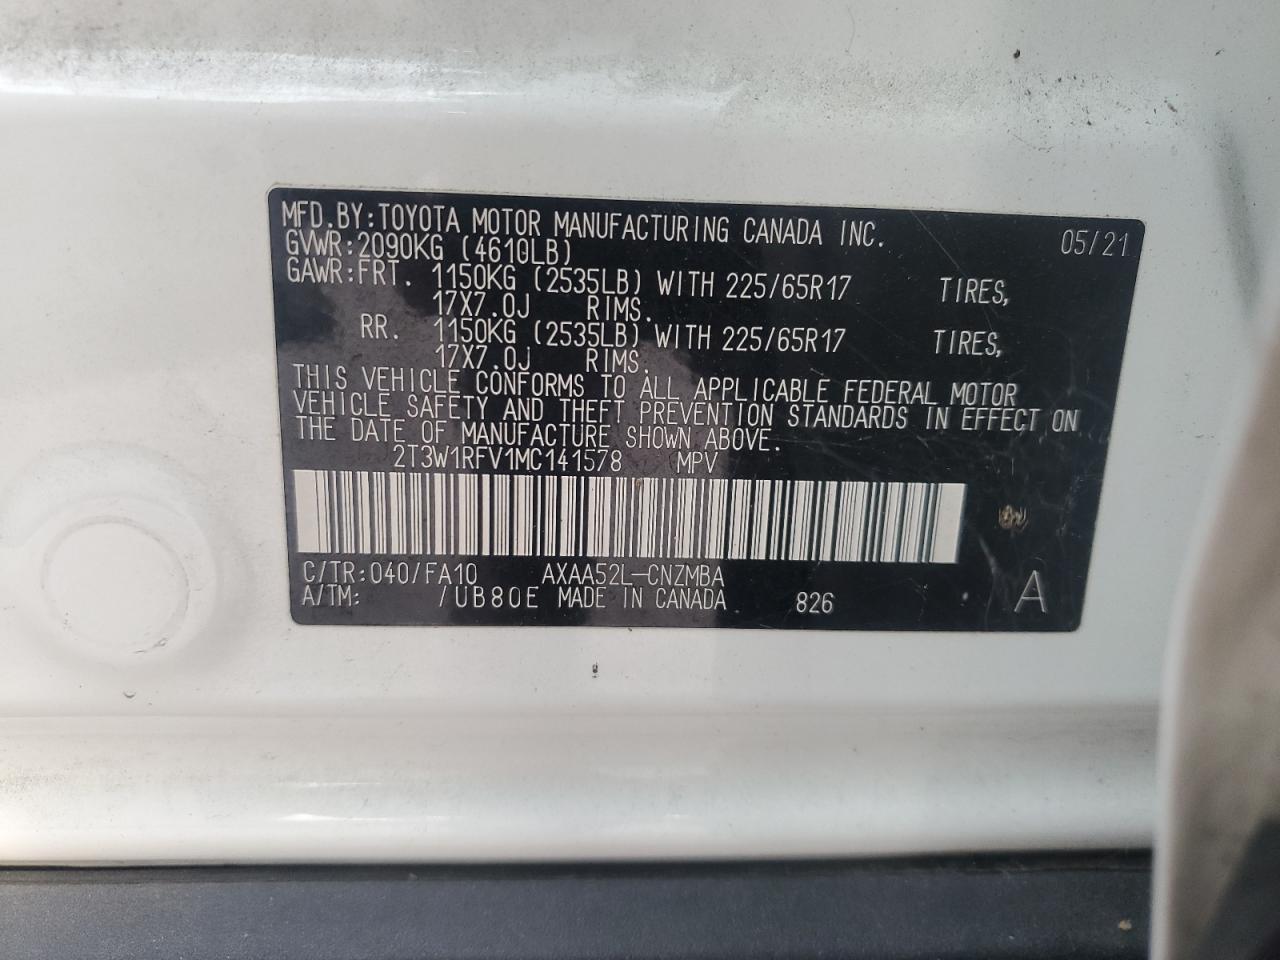 MFD.BY:TOYOTA MOTOR MANUFACTURING CANADA INC. 05/21
GVWR:2090KG (4610LB)
GAWR:FRT. 1150KG (2535LB) WITH 225/65R17 TIRES,
17X7.0J RIMS.
RR. 1150KG (2535LB) WITH 225/65R17 TIRES,
17X7.0J RIMS.
THIS VEHICLE CONFORMS TO ALL APPLICABLE FEDERAL MOTOR
VEHICLE SAFETY AND THEFT PREVENTION STANDARDS IN EFFECT ON
THE DATE OF MANUFACTURE SHOWN ABOVE.
2T3W1RFV1MC141578 MPV
C/TR:040/FA10 AXAA52L-CNZMBA
A/TM: /UB80E MADE IN CANADA 826 A